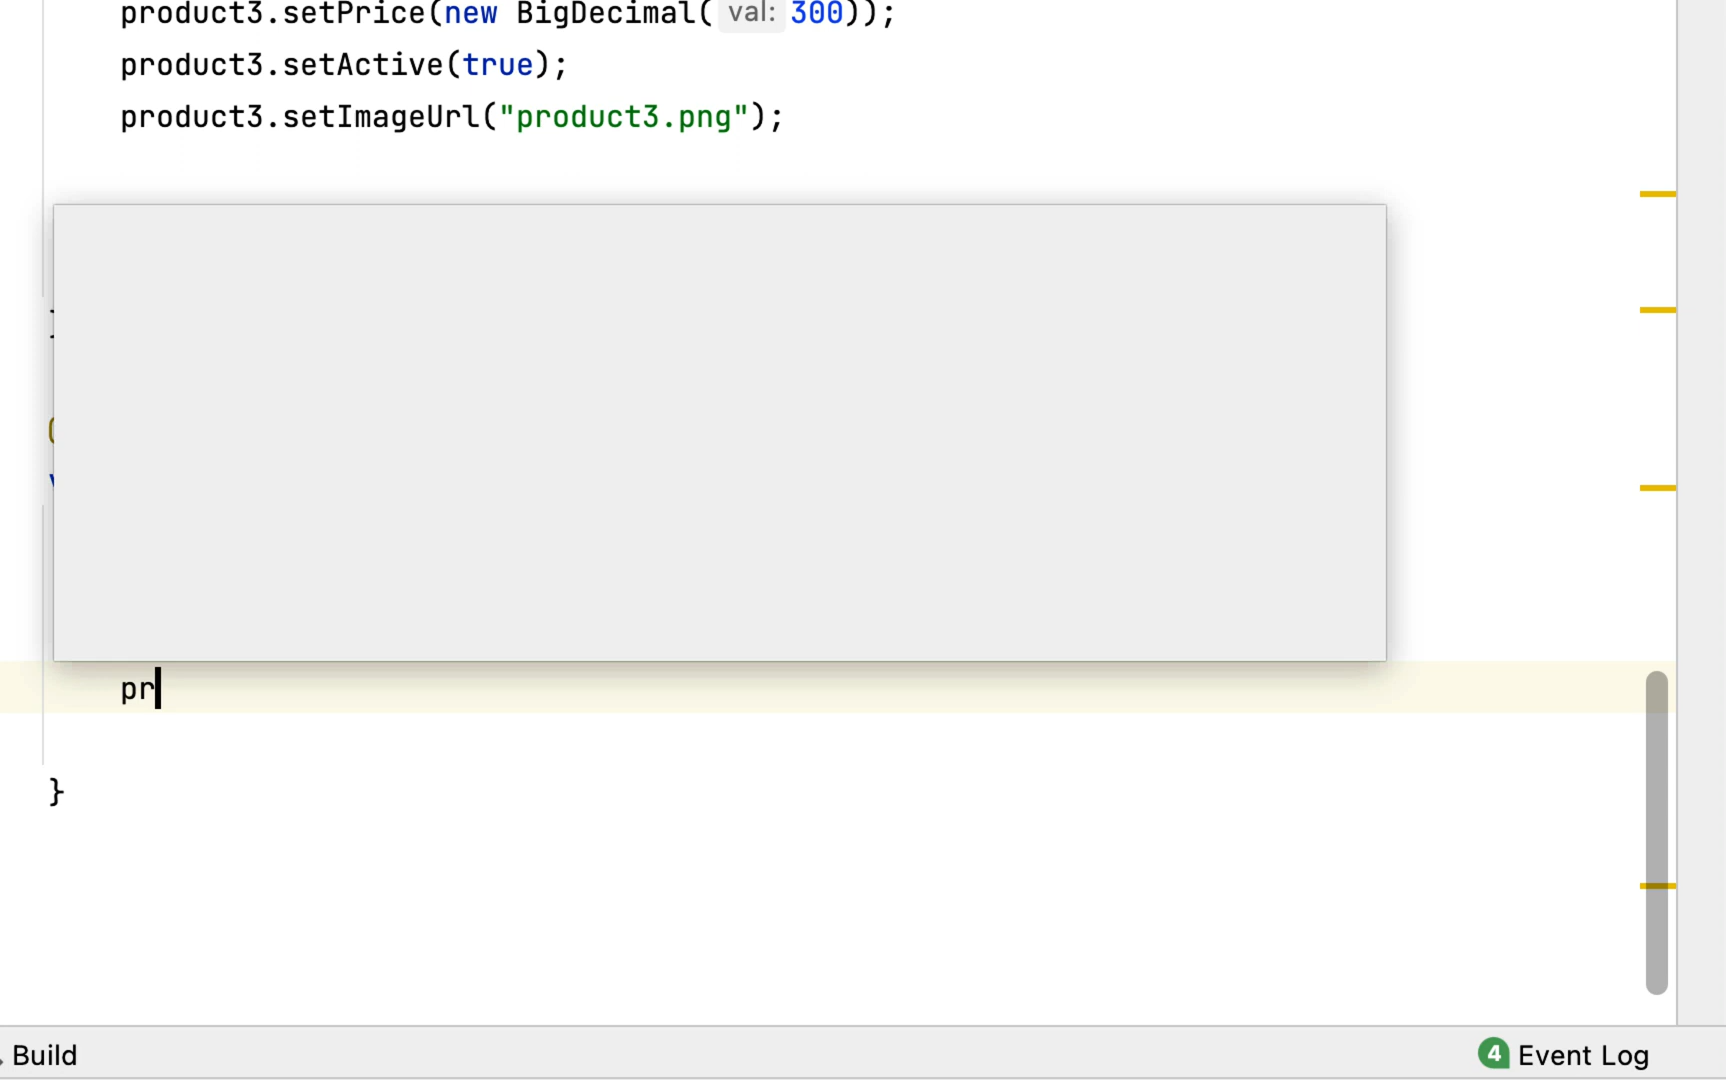 product3.setPrice(new BigDecimal( val: 300));
product3.setActive(true);
product3.setImageUrl("product3.png");
pr
}
Build
4 Event Log